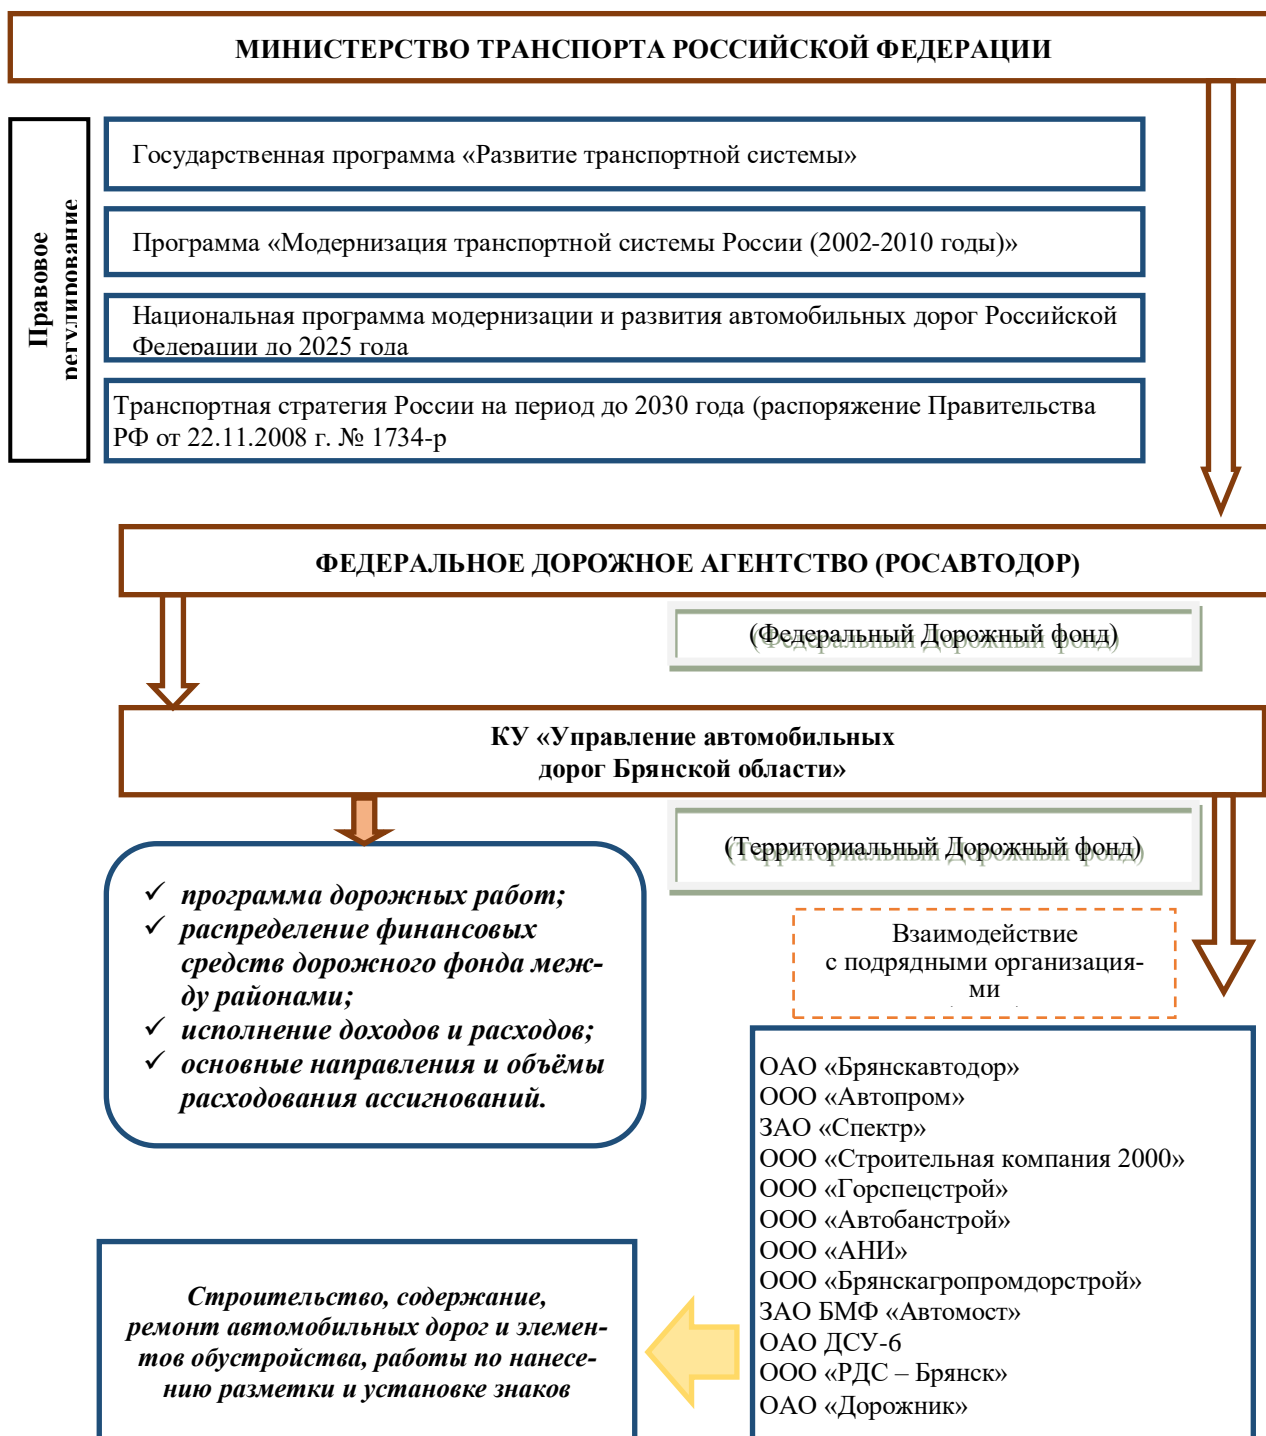 МИНИСТЕРСТВО ТРАНСПОРТА РОССИЙСКОЙ ФЕДЕРАЦИИ
Правовое
регулирование
Государственная программа «Развитие транспортной системы»
Программа «Модернизация транспортной системы России (2002-2010 годы)»
Национальная программа модернизации и развития автомобильных дорог Российской
Федерации до 2025 года
Транспортная стратегия России на период до 2030 года (распоряжение Правительства
РФ от 22.11.2008 г. № 1734-р
ФЕДЕРАЛЬНОЕ ДОРОЖНОЕ АГЕНТСТВО (РОСАВТОДОР)
(Федеральный Дорожный фонд)
КУ «Управление автомобильных
дорог Брянской области»
(Территориальный Дорожный фонд)
✓ программа дорожных работ;
✓ распределение финансовых
средств дорожного фонда меж-
ду районами;
✓ исполнение доходов и расходов;
✓ основные направления и объёмы
расходования ассигнований.
Взаимодействие
с подрядными организация-
ми
ОАО «Брянскавтодор»
ООО «Автопром»
ЗАО «Спектр»
ООО «Строительная компания 2000»
ООО «Горспецстрой»
ООО «Автобанстрой»
ООО «АНИ»
ООО «Брянскагропромдорстрой»
ЗАО БМФ «Автомост»
ОАО ДСУ-6
ООО «РДС – Брянск»
ОАО «Дорожник»
Строительство, содержание,
ремонт автомобильных дорог и элемен-
тов обустройства, работы по нанесе-
нию разметки и установке знаков